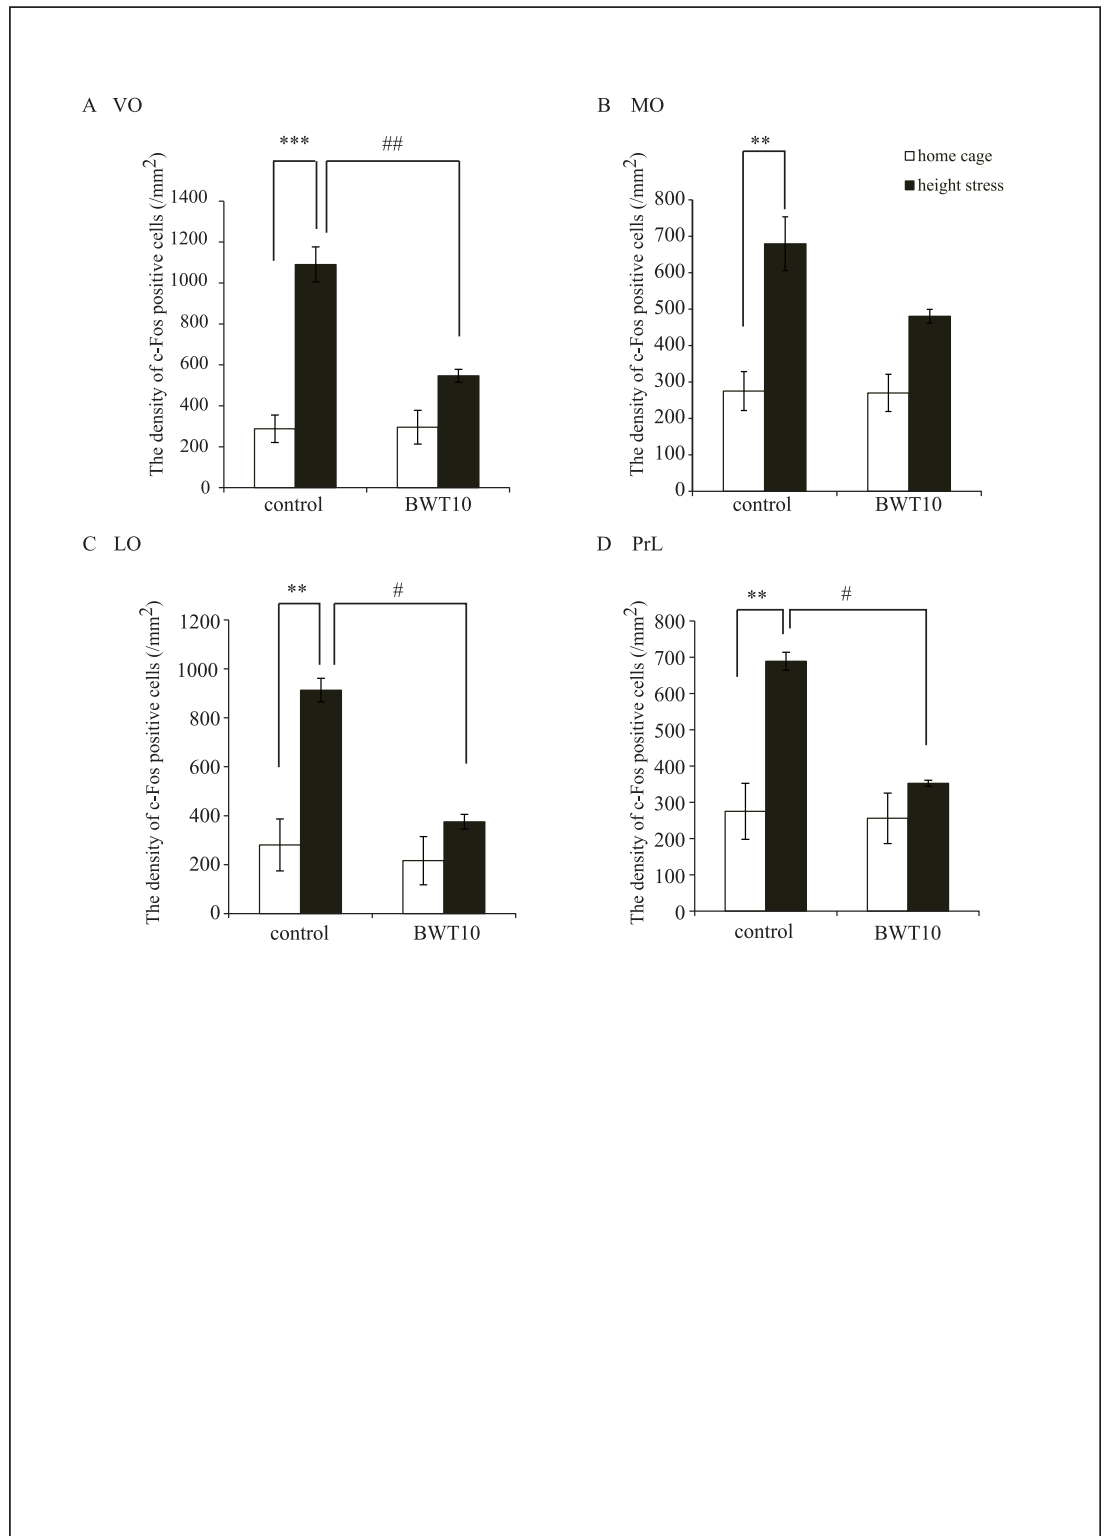 A VO
***
##
The density of c-Fos positive cells (/mm2)
1400
1200
1000
800
600
400
200
0
control
BWT10
B MO
**
home cage
height stress
The density of c-Fos positive cells (/mm2)
800
700
600
500
400
300
200
100
0
control
BWT10
C LO
**
#
The density of c-Fos positive cells (/mm2)
1200
1000
800
600
400
200
0
control
BWT10
D PrL
**
#
The density of c-Fos positive cells (/mm2)
800
700
600
500
400
300
200
100
0
control
BWT10